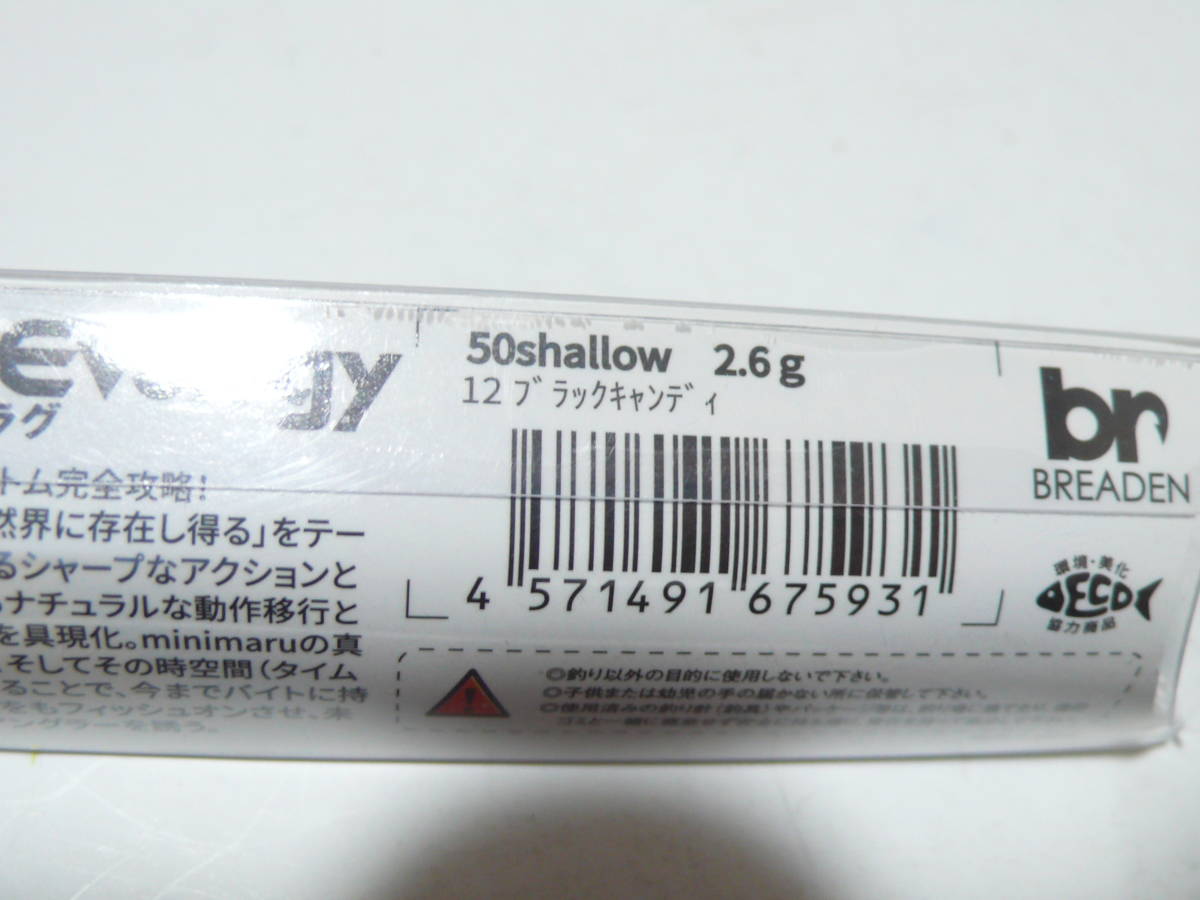 ラグ
トム完全攻略!
然界に存在し得る」をテー
るシャープなアクションと
ナチュラルな動作移行と
を具現化。minimaruの真
そしてその時空間(タイム
ることで、今までバイトに持
をもフィッシュオンさせ、未
50shallow 2.6g
12 ブラックキャンディ
4 571491 675931
br
BREADEN
環境・美化
ECO
協力商品
◎釣り以外の目的に使用しないで下さい。
◎子供または幼児の手の届かない所に保管して下さい。